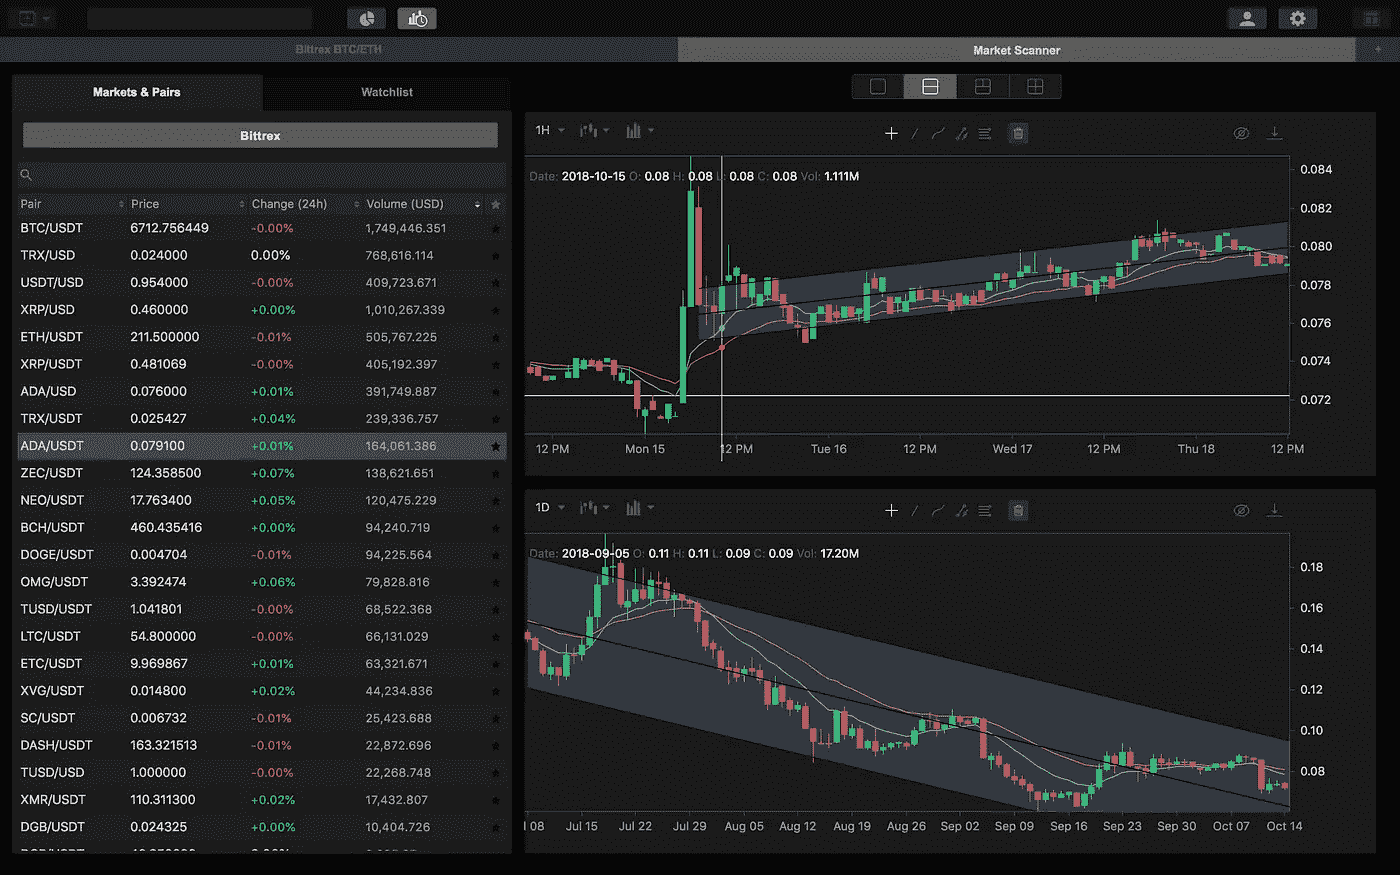 Bittrex BTC/ETH
Market Scanner
+
Markets & Pairs
Watchlist
Bittrex
Pair Price Change (24h) Volume (USD)
BTC/USDT 6712.756449 -0.00% 1,749,446.351
TRX/USD 0.024000 0.00% 768,616.114
USDT/USD 0.954000 -0.00% 409,723.671
XRP/USD 0.460000 +0.00% 1,010,267.339
ETH/USDT 211.500000 -0.01% 505,767.225
XRP/USDT 0.481069 -0.00% 405,192.397
ADA/USD 0.076000 +0.01% 391,749.887
TRX/USDT 0.025427 +0.04% 239,336.757
ADA/USDT 0.079100 +0.01% 164,061.386
ZEC/USDT 124.358500 +0.07% 138,621.651
NEO/USDT 17.763400 +0.05% 120,475.229
BCH/USDT 460.435416 +0.00% 94,240.719
DOGE/USDT 0.004704 -0.01% 94,225.564
OMG/USDT 3.392474 +0.06% 79,828.816
TUSD/USDT 1.041801 -0.00% 68,522.368
LTC/USDT 54.800000 -0.00% 66,131.029
ETC/USDT 9.969867 +0.01% 63,321.671
XVG/USDT 0.014800 +0.02% 44,234.836
SC/USDT 0.006732 -0.01% 25,423.688
DASH/USDT 163.321513 -0.01% 22,872.696
TUSD/USD 1.000000 -0.00% 22,268.748
XMR/USDT 110.311300 +0.02% 17,432.807
DGB/USDT 0.024325 +0.00% 10,404.726
1H
Date: 2018-10-15 O: 0.08 H: 0.08 L: 0.08 C: 0.08 Vol: 1.111M
0.084
0.082
0.080
0.078
0.076
0.074
0.072
12 PM Mon 15 12 PM Tue 16 12 PM Wed 17 12 PM Thu 18 12 PM
1D
Date: 2018-09-05 O: 0.11 H: 0.11 L: 0.09 C: 0.09 Vol: 17.20M
0.18
0.16
0.14
0.12
0.10
0.08
l 08 Jul 15 Jul 22 Jul 29 Aug 05 Aug 12 Aug 19 Aug 26 Sep 02 Sep 09 Sep 16 Sep 23 Sep 30 Oct 07 Oct 14